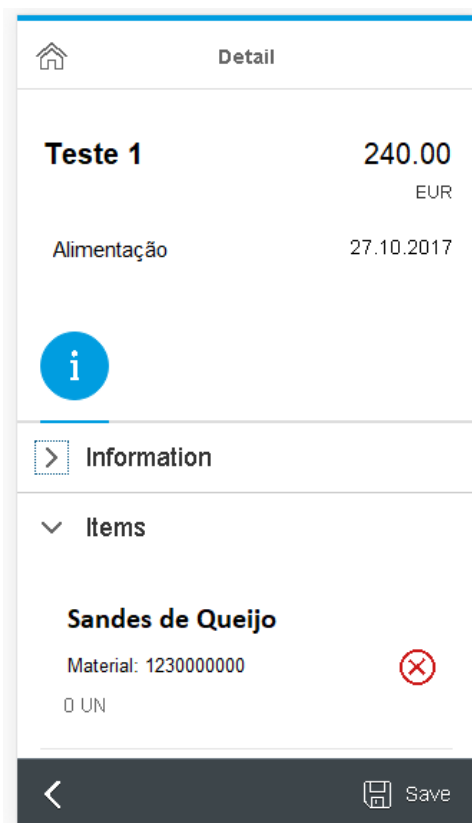 Detail
Teste 1 240.00
EUR
Alimentação 27.10.2017
i
Information
Items
Sandes de Queijo
Material: 1230000000
0 UN
Save